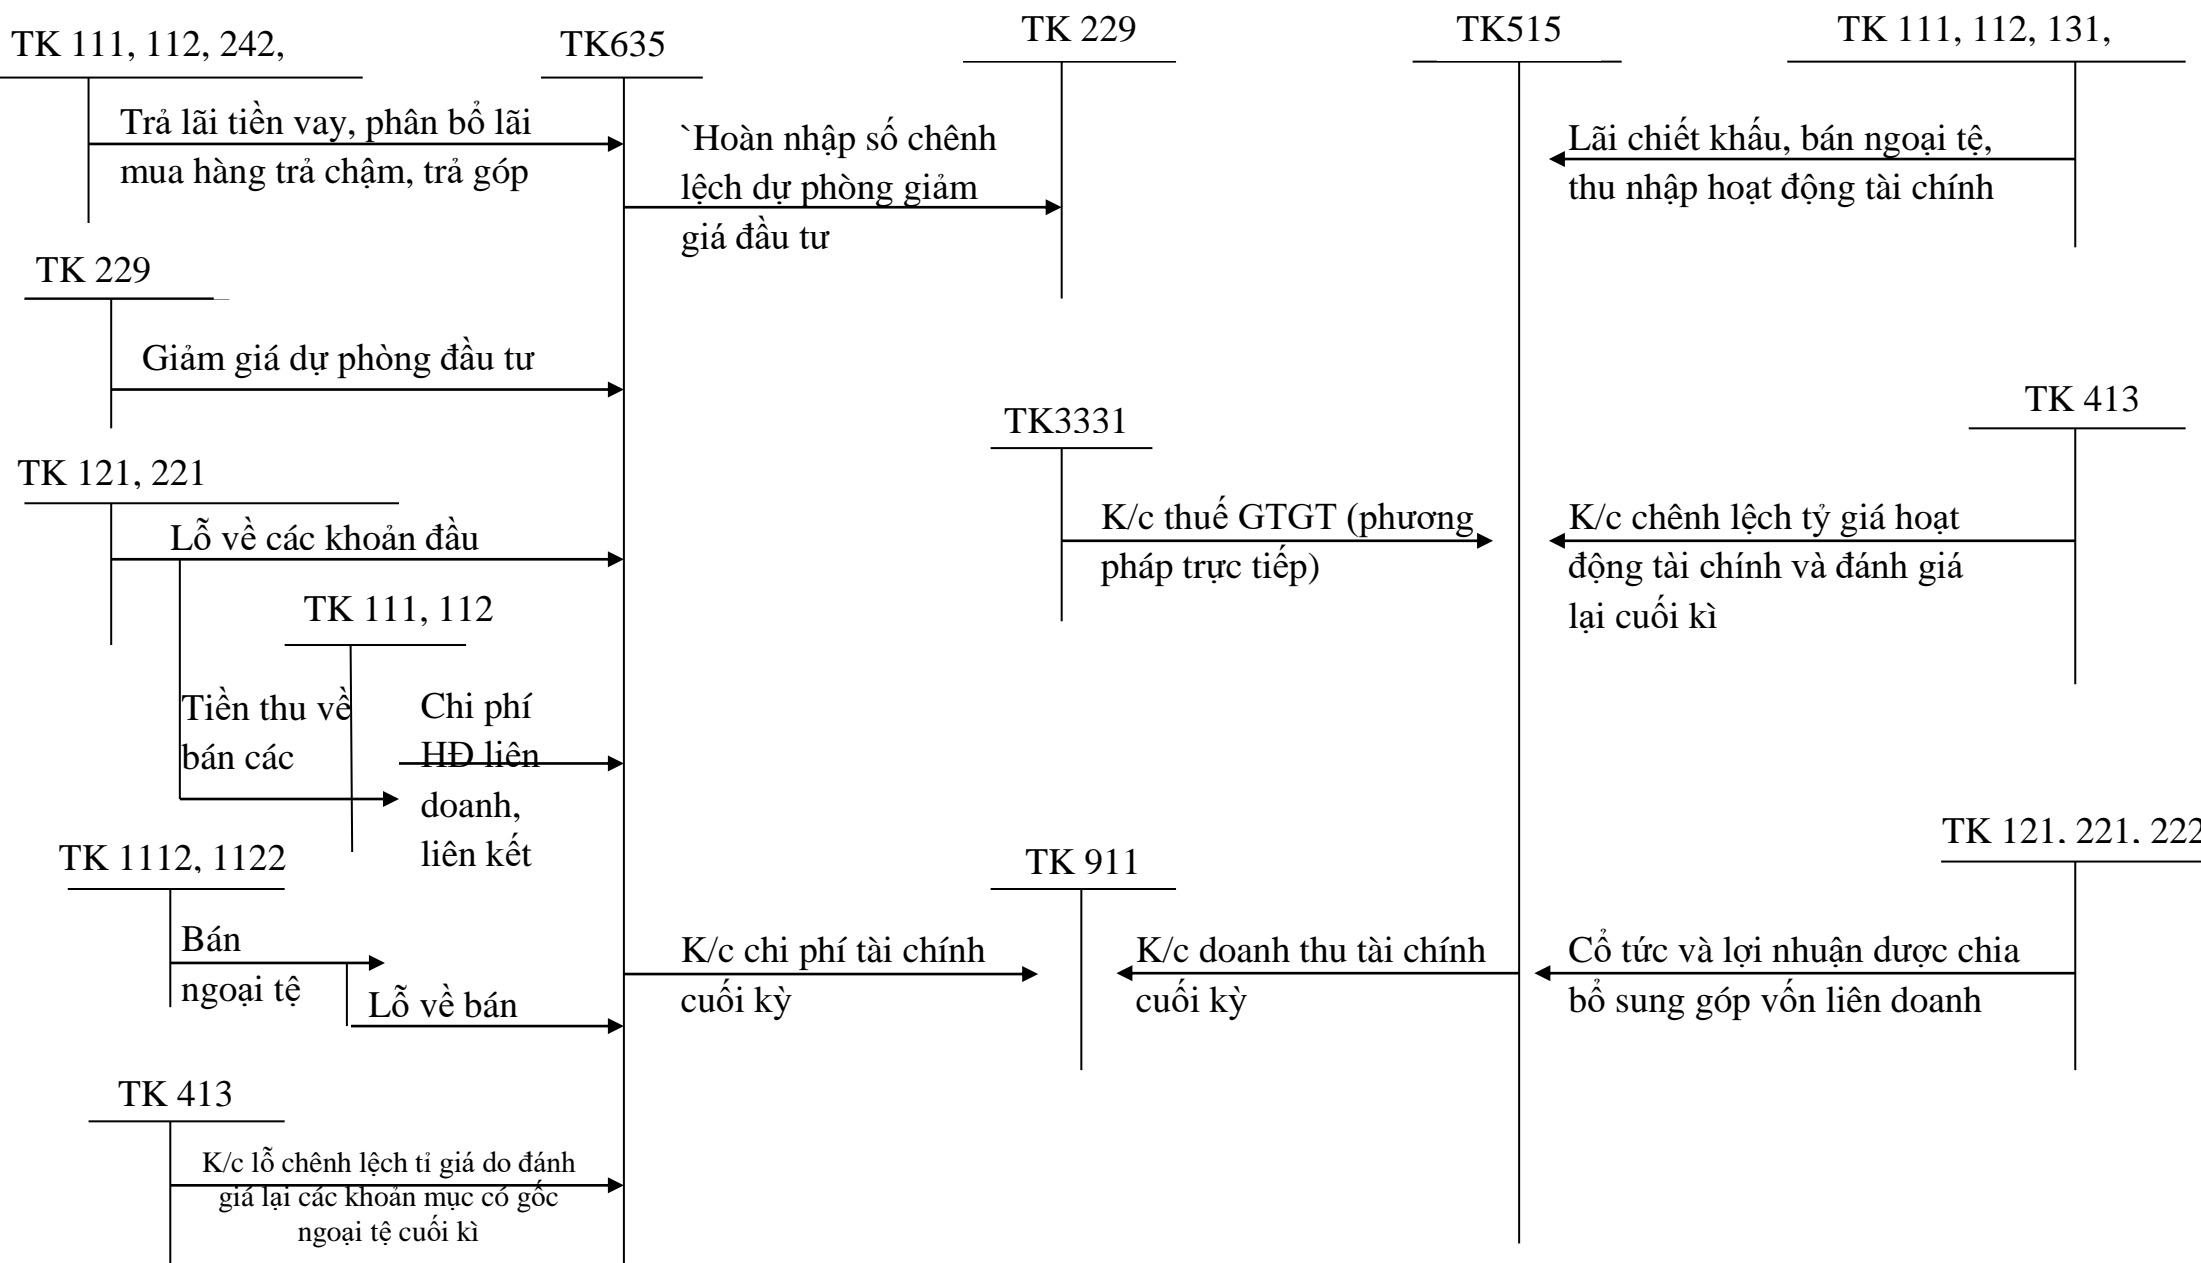 TK 111, 112, 242,
TK635
TK 229
TK515
TK 111, 112, 131,
Trả lãi tiền vay, phân bổ lãi
mua hàng trả chậm, trả góp
`Hoàn nhập số chênh
lệch dự phòng giảm
giá đầu tư
Lãi chiết khấu, bán ngoại tệ,
thu nhập hoạt động tài chính
TK 229
Giảm giá dự phòng đầu tư
TK3331
TK 413
TK 121, 221
Lỗ về các khoản đầu
K/c thuế GTGT (phương
pháp trực tiếp)
K/c chênh lệch tỷ giá hoạt
động tài chính và đánh giá
lại cuối kì
TK 111, 112
Tiền thu về
bán các
Chi phí
HĐ liên
doanh,
liên kết
TK 1112, 1122
TK 911
TK 121, 221, 222
Bán
ngoại tệ
Lỗ về bán
K/c chi phí tài chính
cuối kỳ
K/c doanh thu tài chính
cuối kỳ
Cổ tức và lợi nhuận dược chia
bổ sung góp vốn liên doanh
TK 413
K/c lỗ chênh lệch tỉ giá do đánh
giá lại các khoản mục có gốc
ngoại tệ cuối kì